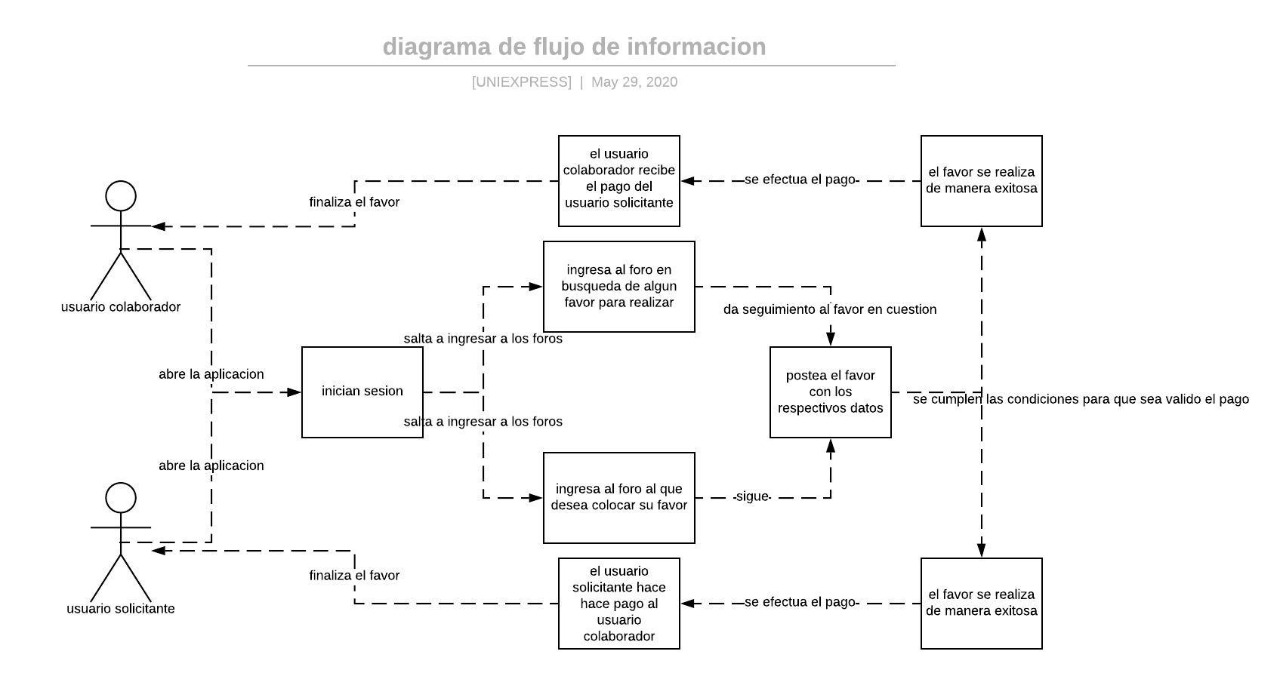 diagrama de flujo de informacion
[UNIEXPRESS] | May 29, 2020
el usuario
colaborador recibe
el pago del
usuario solicitante
se efectua el pago
el favor se realiza
de manera exitosa
finaliza el favor
usuario colaborador
ingresa al foro en
busqueda de algun
favor para realizar
da seguimiento al favor en cuestion
salta a ingresar a los foros
abre la aplicacion
inician sesion
postea el favor
con los
respectivos datos
se cumplen las condiciones para que sea valido el pago
salta a ingresar a los foros
abre la aplicacion
ingresa al foro al que
desea colocar su favor
sigue
usuario solicitante
finaliza el favor
el usuario
solicitante hace
hace pago al
usuario
colaborador
se efectua el pago
el favor se realiza
de manera exitosa